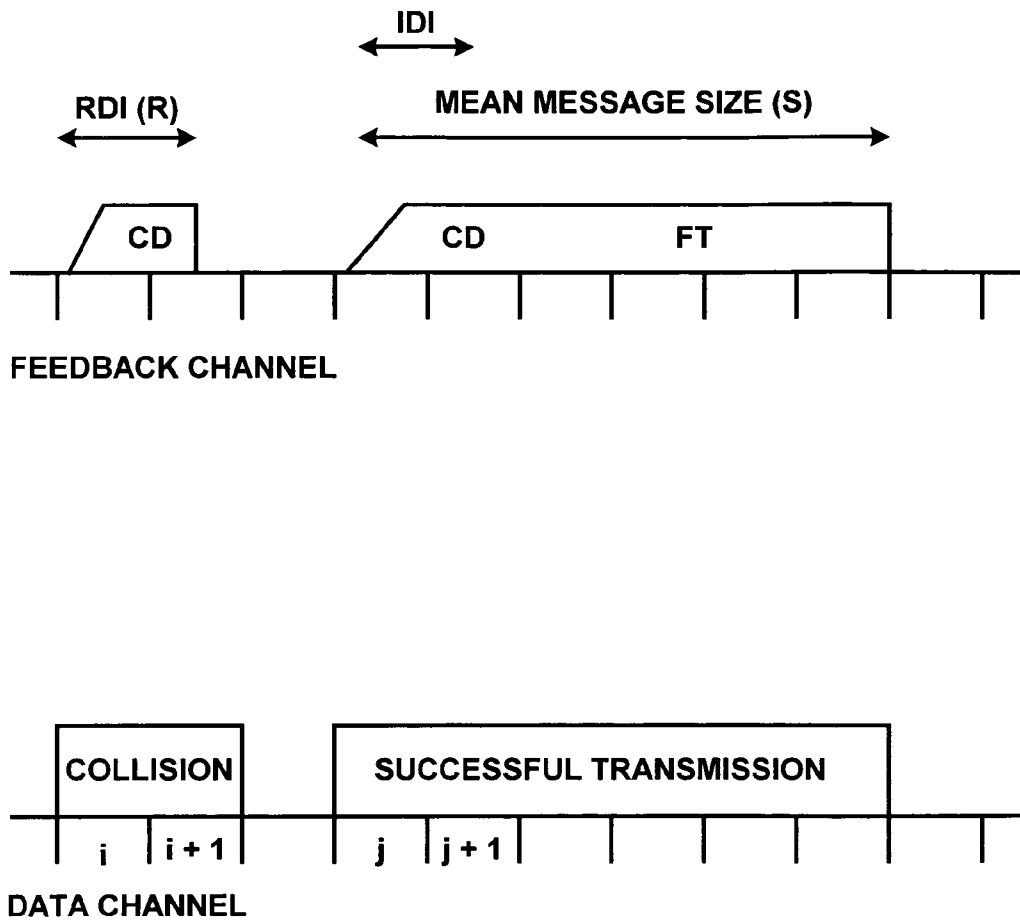 IDI
RDI (R)
MEAN MESSAGE SIZE (S)
CD
CD
FT
FEEDBACK CHANNEL
COLLISION
SUCCESSFUL TRANSMISSION
i
i + 1
j
j + 1
DATA CHANNEL